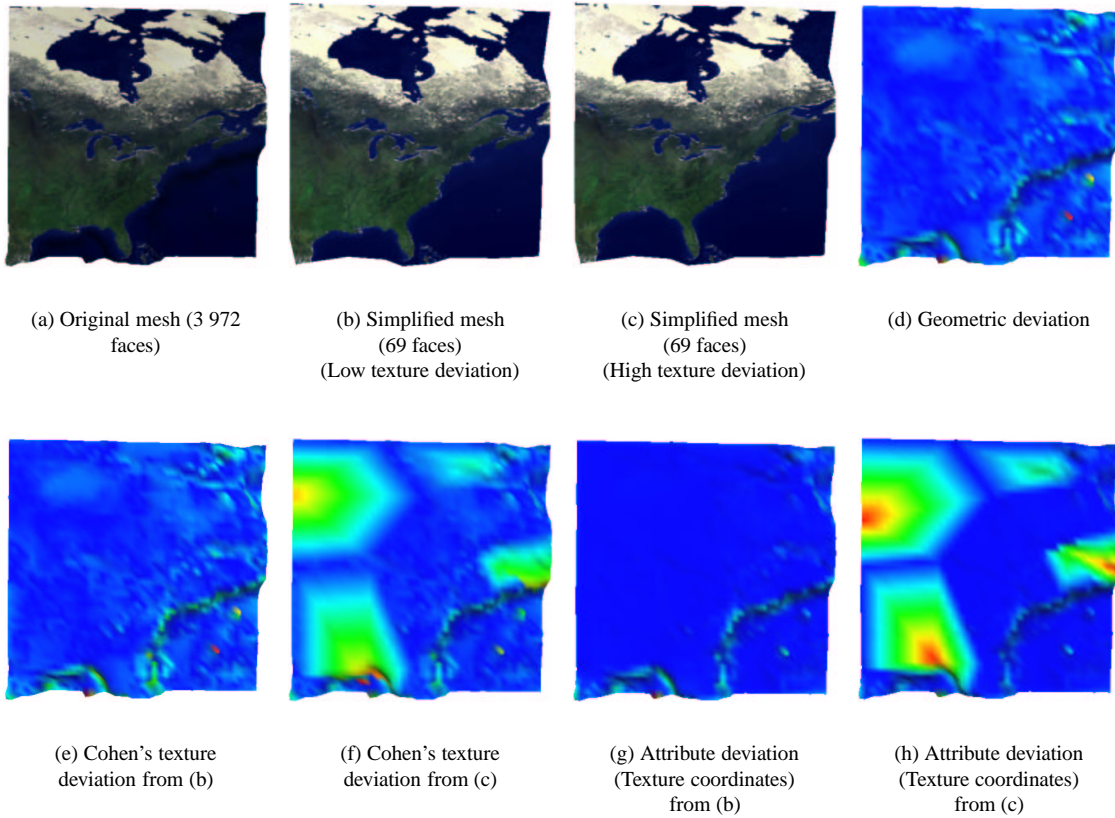 (a) Original mesh (3 972
faces)
(b) Simplified mesh
(69 faces)
(Low texture deviation)
(c) Simplified mesh
(69 faces)
(High texture deviation)
(d) Geometric deviation
(e) Cohen's texture
deviation from (b)
(f) Cohen's texture
deviation from (c)
(g) Attribute deviation
(Texture coordinates)
from (b)
(h) Attribute deviation
(Texture coordinates)
from (c)